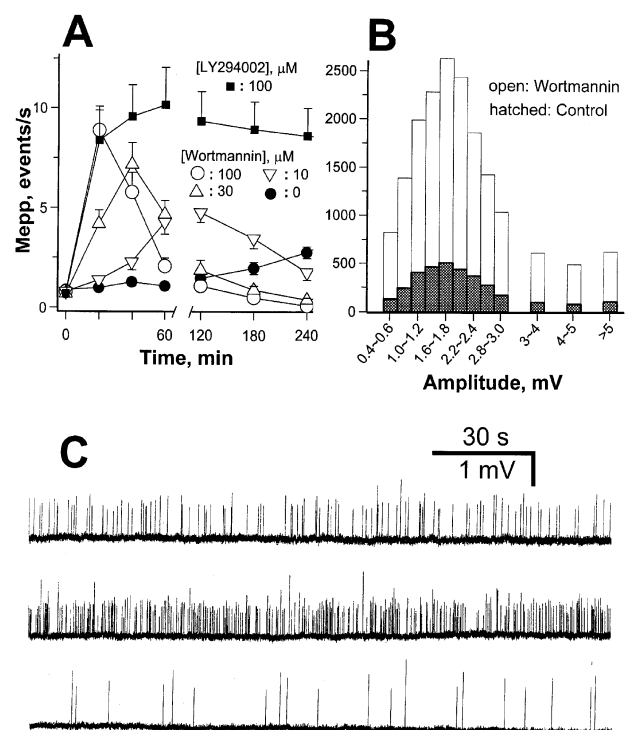 A
[LY294002], μM
■ : 100
[Wortmannin], μM
○ : 100 ▽ : 10
△ : 30 ● : 0
Mepp, events/s
10
5
0
0 60 120 180 240
Time, min
B
open: Wortmannin
hatched: Control
2500
2000
1500
1000
500
0
0.4~0.6 1.0~1.2 1.6~1.8 2.2~2.4 2.8~3.0 3~4 4~5 >5
Amplitude, mV
C
30 s
1 mV